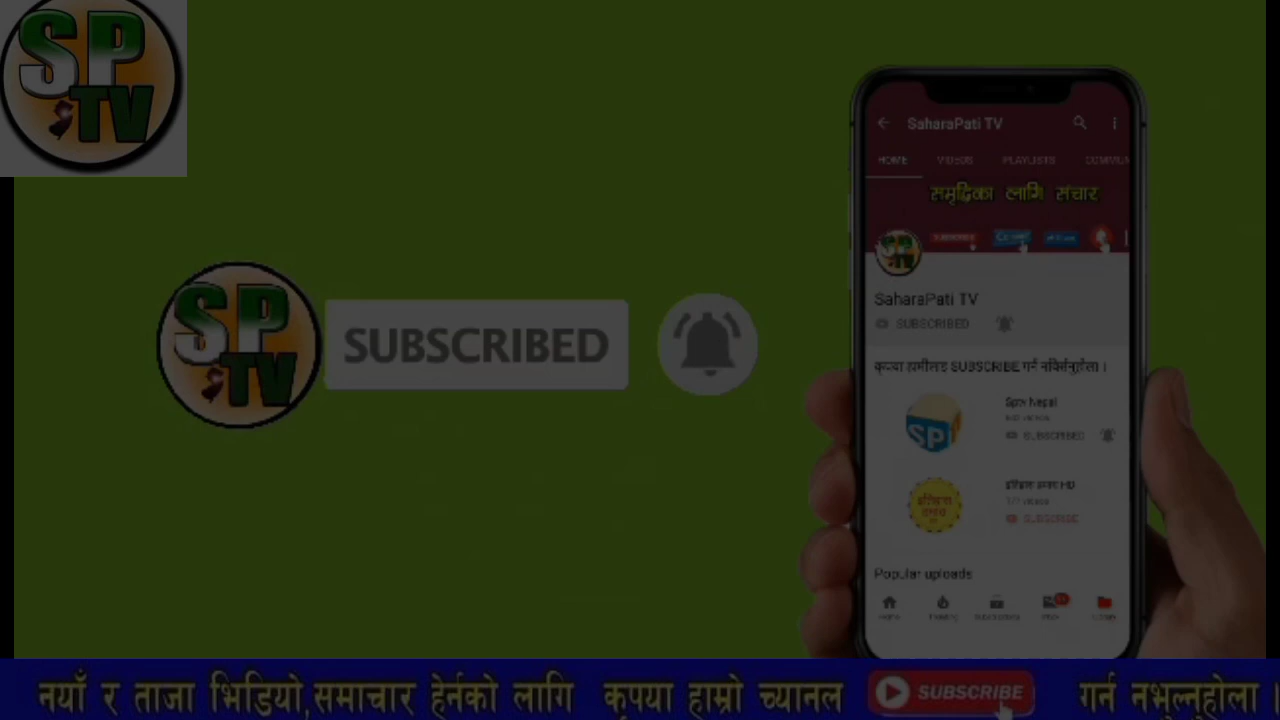 SP
TV
SaharaPati TV
HOME VIDEOS PLAYLISTS COMMUN
समृद्धिका लागि संचार
SP
TV
SUBSCRIBED
SaharaPati TV
SUBSCRIBED
कृपया हामीलाई SUBSCRIBE गर्न नबिर्सनुहोला ।
Sptv Nepal
SUBSCRIBED
SUBSCRIBE
Popular uploads
नयाँ र ताजा भिडियो,समाचार हेर्नको लागि कृपया हाम्रो च्यानल SUBSCRIBE गर्न नभुल्नुहोला ।